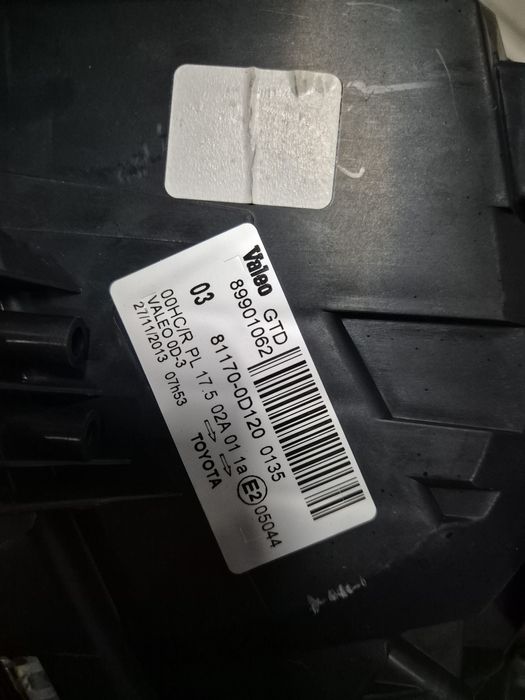 Valeo GTD
89901062
03 81170-0D120 0135
00HC/R PL 17.5 02A 01 1a E2 05044
VALEO 0D-3
27/11/2013 07h53
TOYOTA